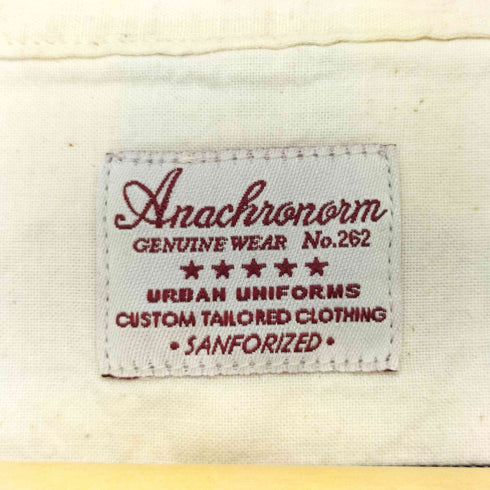 Anachronorm
GENUINE WEAR No.262
★★★★★
URBAN UNIFORMS
CUSTOM TAILORED CLOTHING
• SANFORIZED •